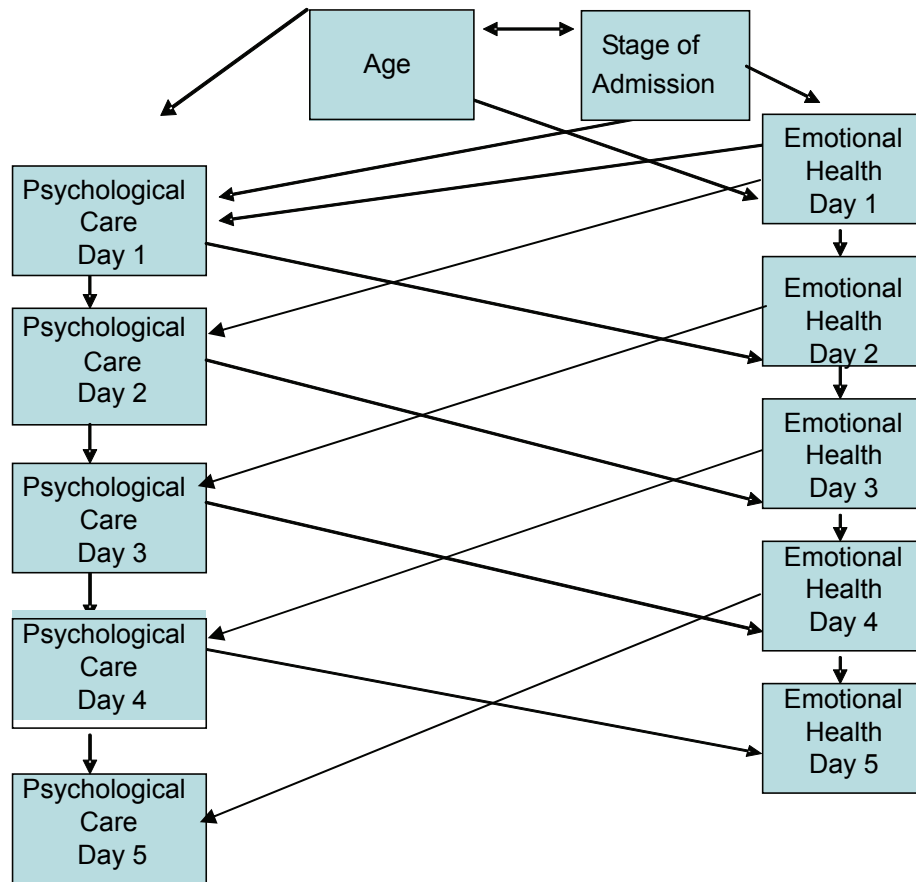 Age
Stage of
Admission
Emotional
Health
Day 1
Psychological
Care
Day 1
Emotional
Health
Day 2
Psychological
Care
Day 2
Emotional
Health
Day 3
Psychological
Care
Day 3
Emotional
Health
Day 4
Psychological
Care
Day 4
Emotional
Health
Day 5
Psychological
Care
Day 5